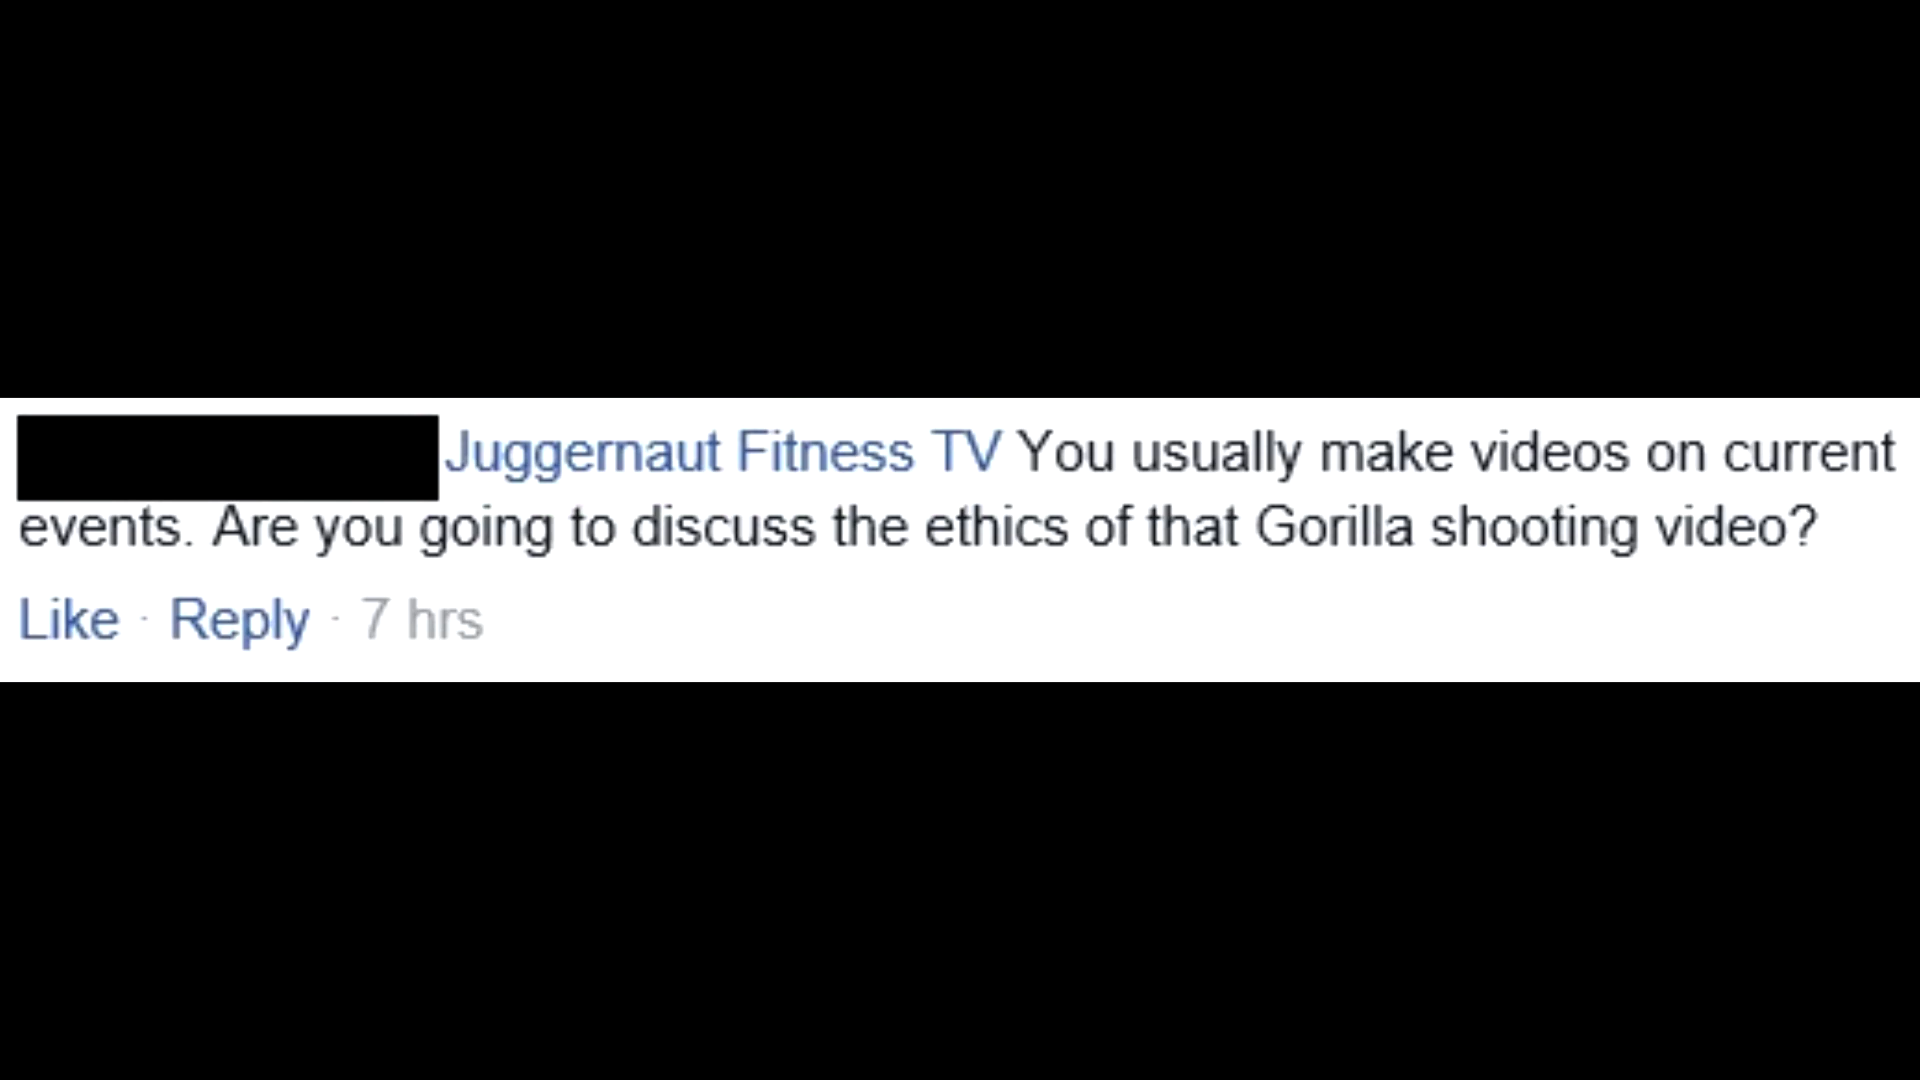 Juggernaut Fitness TV You usually make videos on current
events. Are you going to discuss the ethics of that Gorilla shooting video?
Like · Reply · 7 hrs